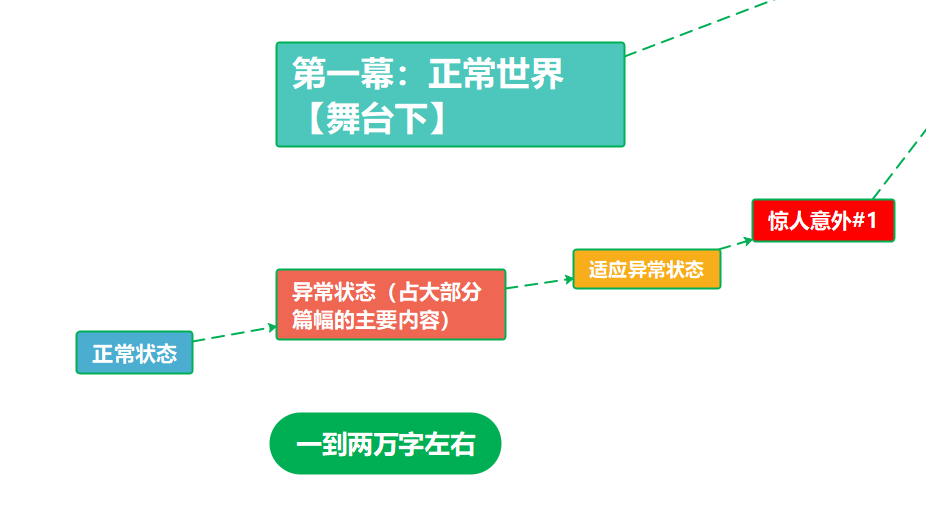 第一幕：正常世界
【舞台下】
惊人意外#1
适应异常状态
异常状态（占大部分
篇幅的主要内容）
正常状态
一到两万字左右